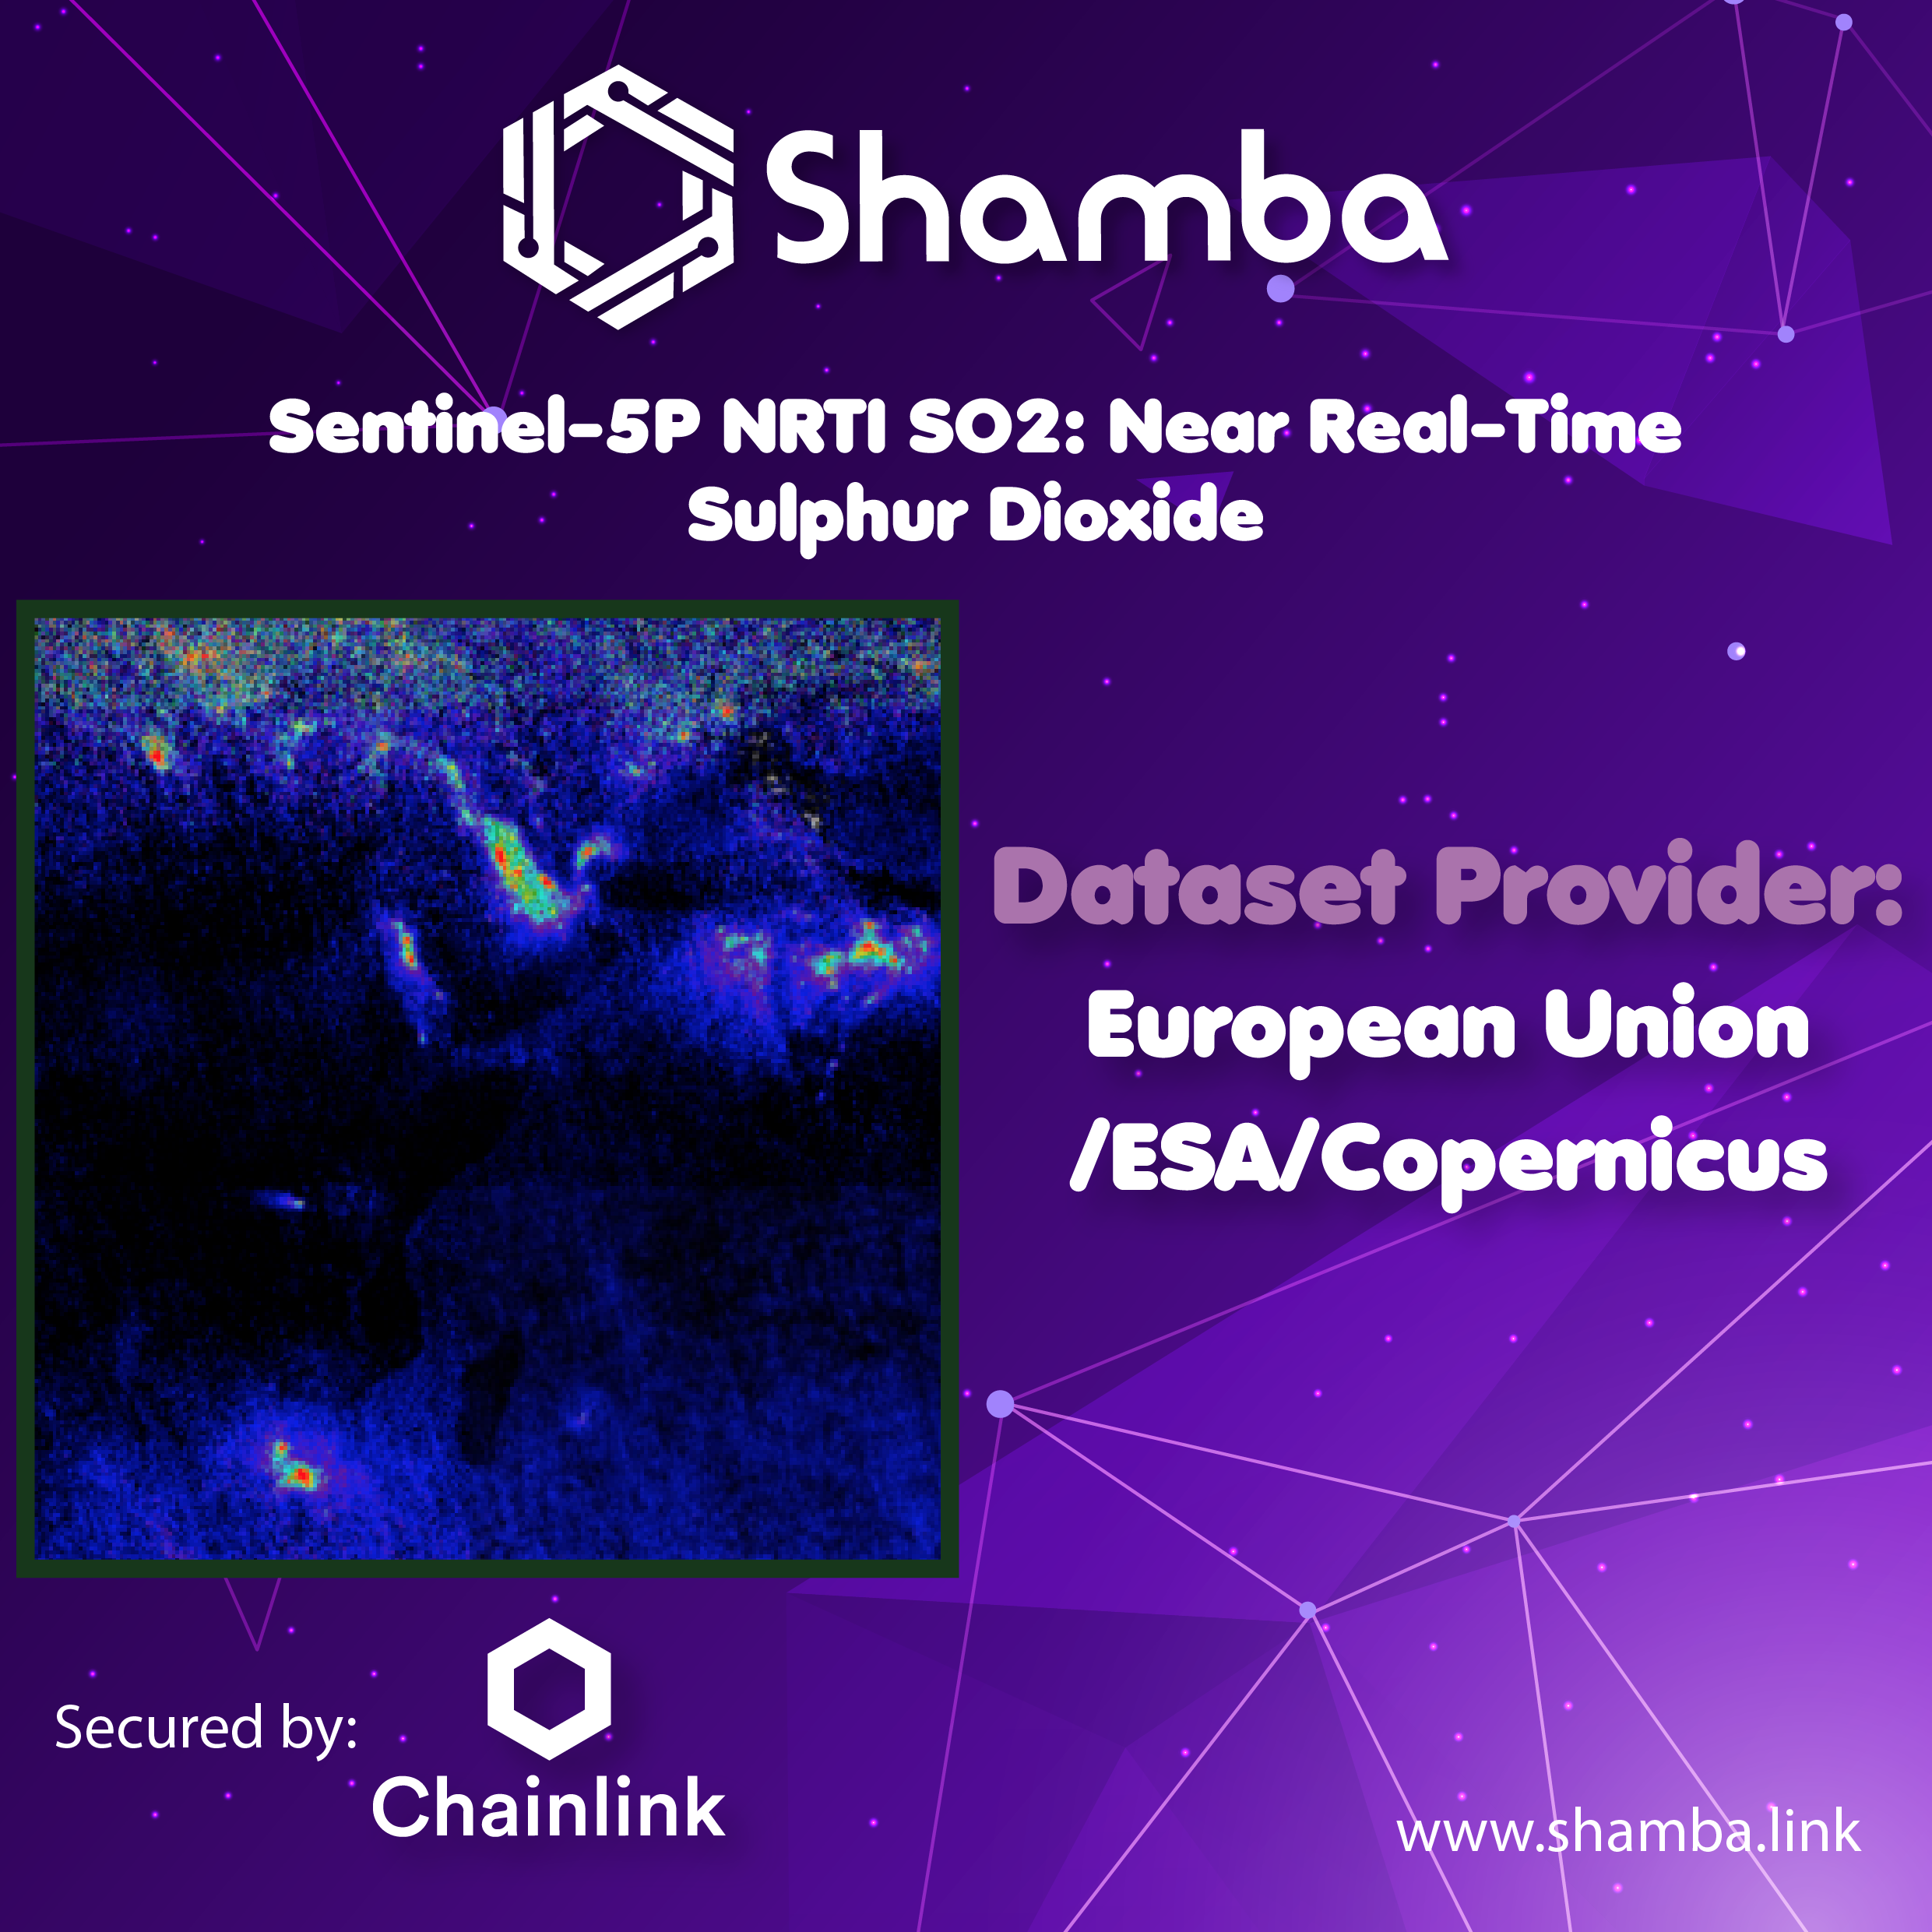 Shamba
Sentinel-5P NRTI SO2: Near Real-Time
Sulphur Dioxide
Dataset Provider:
European Union
/ESA/Copernicus
Secured by:
Chainlink
www.shamba.link